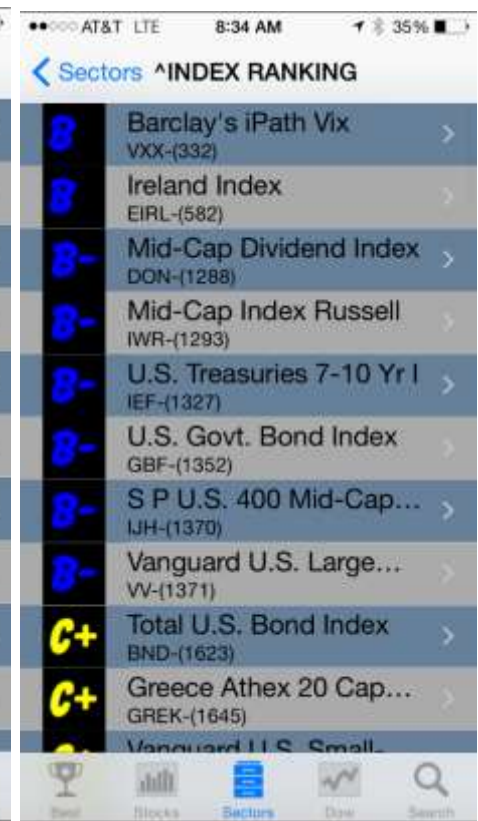 AT&T LTE 8:34 AM 35%
Sectors ^INDEX RANKING
B
Barclay's iPath Vix
VXX-(332)
B
Ireland Index
EIRL-(582)
B-
Mid-Cap Dividend Index
DON-(1288)
B-
Mid-Cap Index Russell
IWR-(1293)
B-
U.S. Treasuries 7-10 Yr I
IEF-(1327)
B-
U.S. Govt. Bond Index
GBF-(1352)
B-
S P U.S. 400 Mid-Cap...
IJH-(1370)
B-
Vanguard U.S. Large...
VV-(1371)
C+
Total U.S. Bond Index
BND-(1623)
C+
Greece Athex 20 Cap...
GREK-(1645)
Vanguard U.S. Small-
Best Stocks Sectors Dow Search